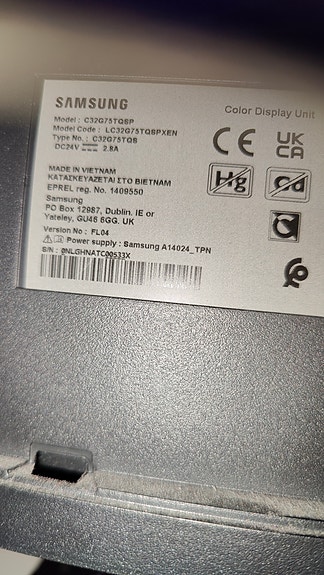 SAMSUNG
Color Display Unit
Model : C32G75TQSP
Model Code : LC32G75TQSPXEN
Type No. : C32G75TQS
DC24V ⎓ 2.8A
CE
UK
CA
Hg
Cd
MADE IN VIETNAM
ΚΑΤΑΣΚΕΥΑΖΕΤΑΙ ΣΤΟ ΒΙΕΤΝΑΜ
EPREL reg. No. 1409550
Samsung
PO Box 12987, Dublin. IE or
Yateley, GU46 6GG. UK
Version No : FL04
Power supply : Samsung A14024_TPN
S/N : 0NLGHNATC00533X